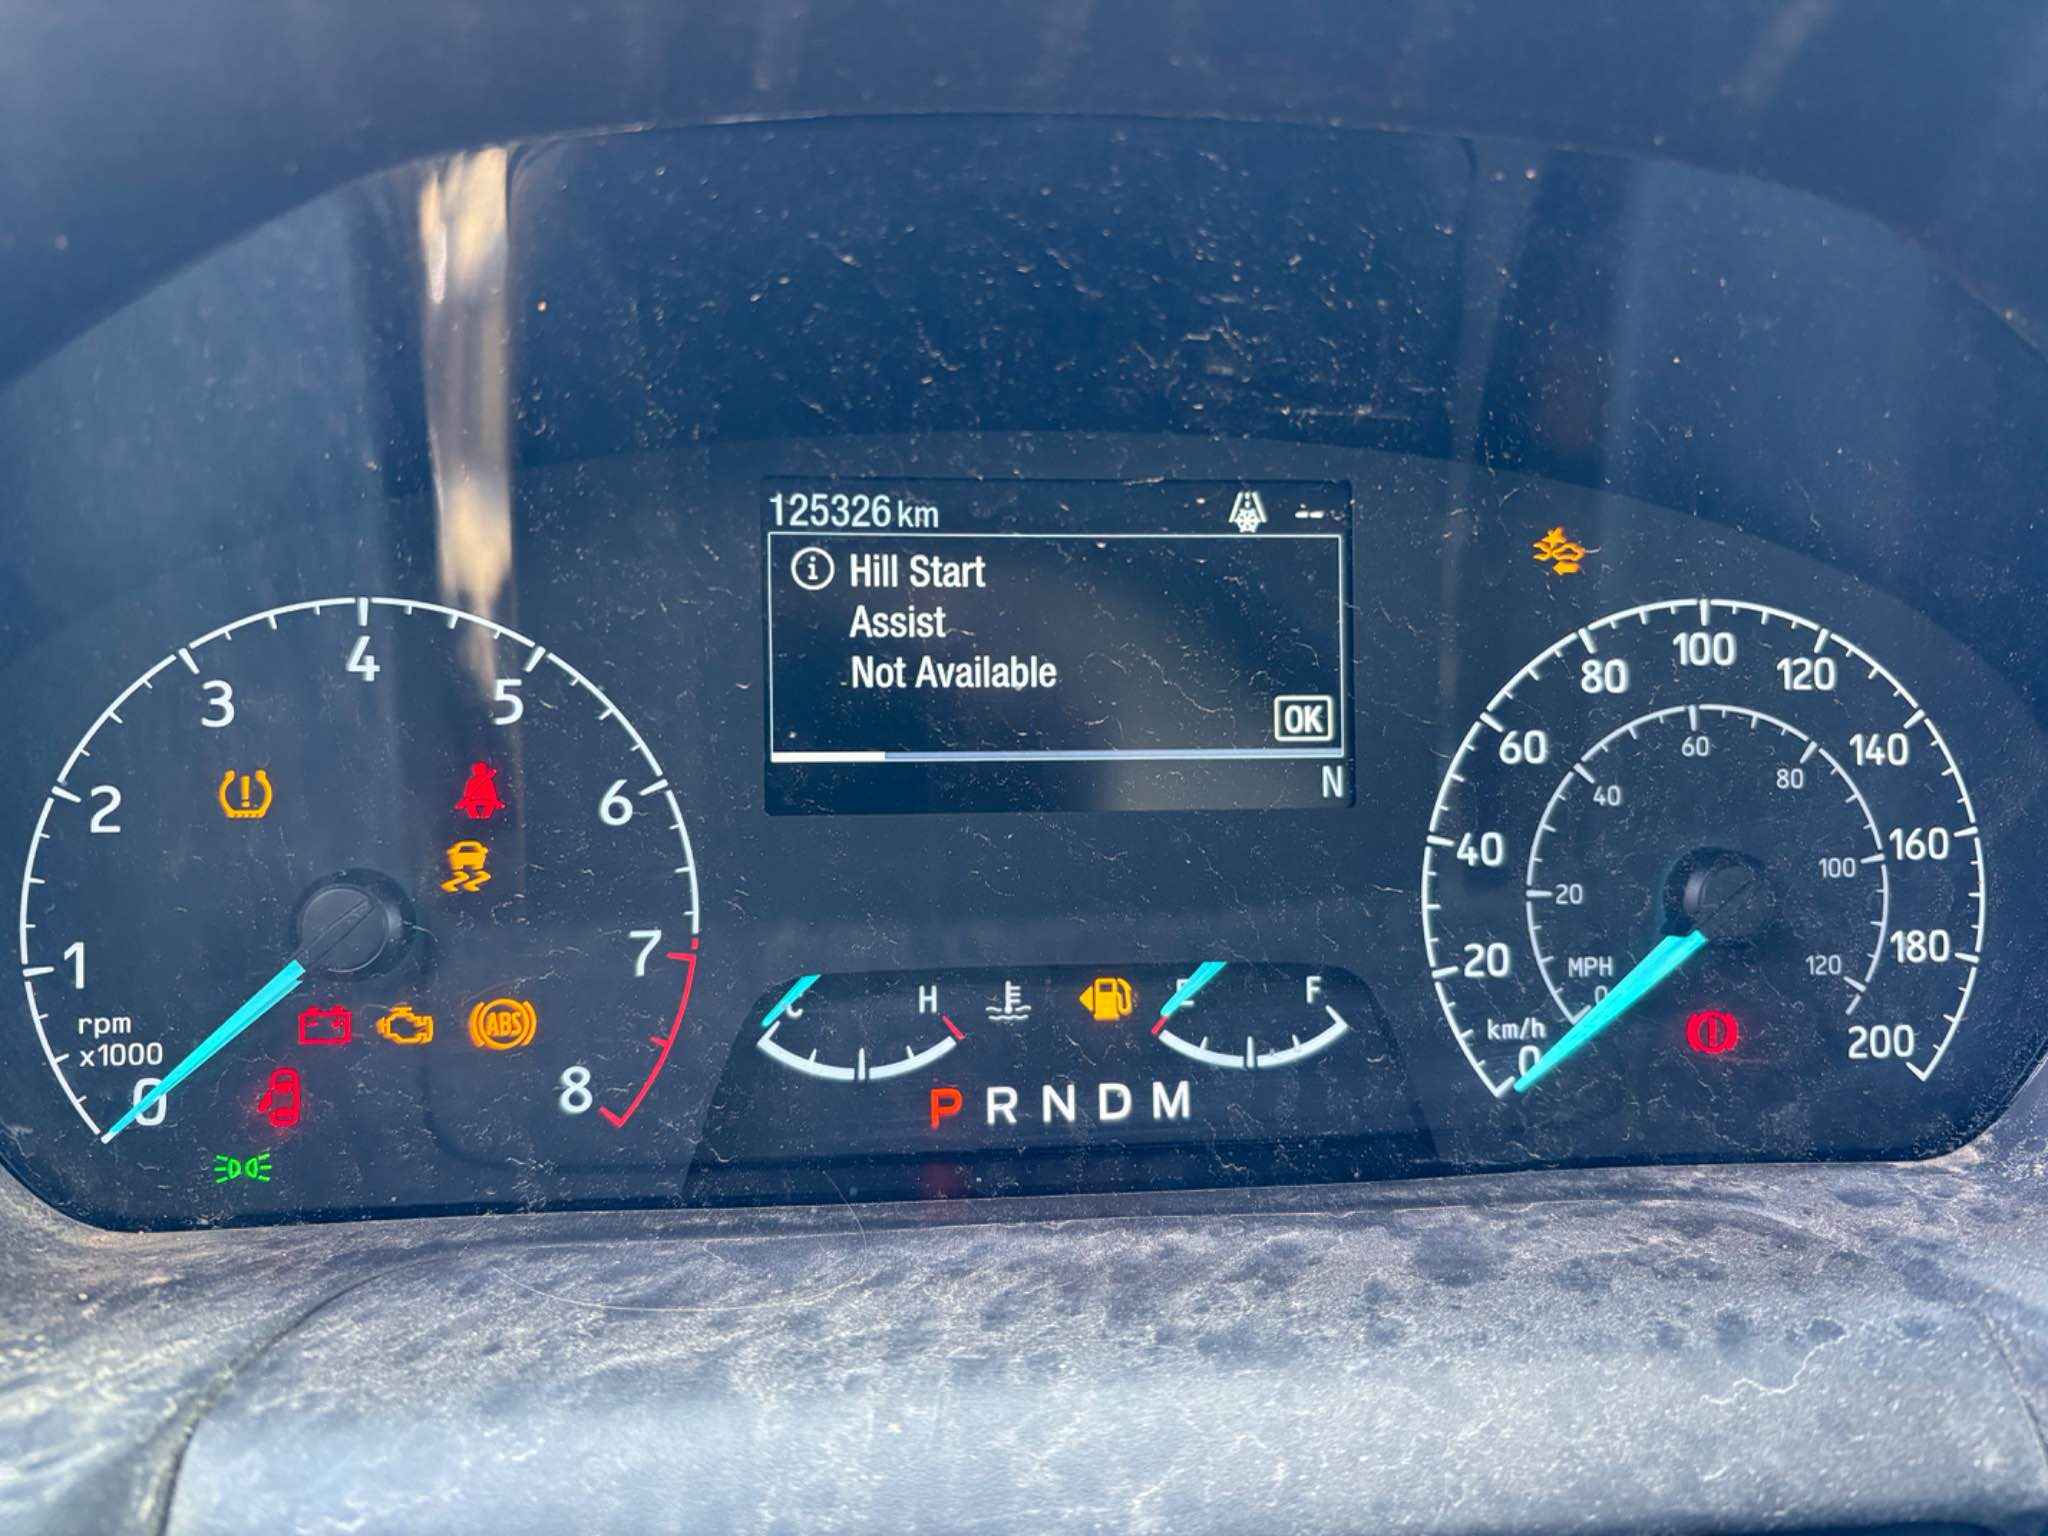 125326 km --
i Hill Start
Assist
Not Available
OK
N
0 1 2 3 4 5 6 7 8
rpm
x1000
ABS
C H
E F
P R N D M
0 20 40 60 80 100 120 140 160 180 200
km/h
0 20 40 60 80 100 120
MPH